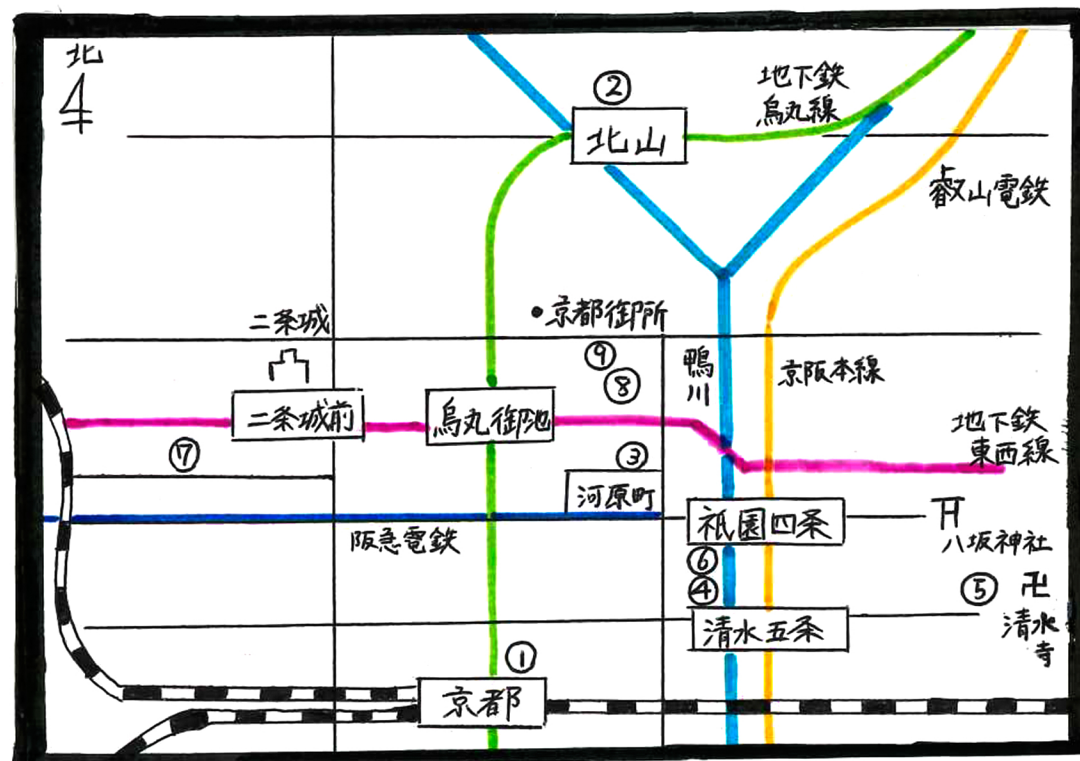 北
②
北山
地下鉄
烏丸線
叡山電鉄
二条城
京都御所
⑨
⑧
鴨川
京阪本線
二条城前
烏丸御池
地下鉄
東西線
⑦
③
河原町
祇園四条
八坂神社
阪急電鉄
⑥
④
⑤
卍
清水寺
清水五条
①
京都